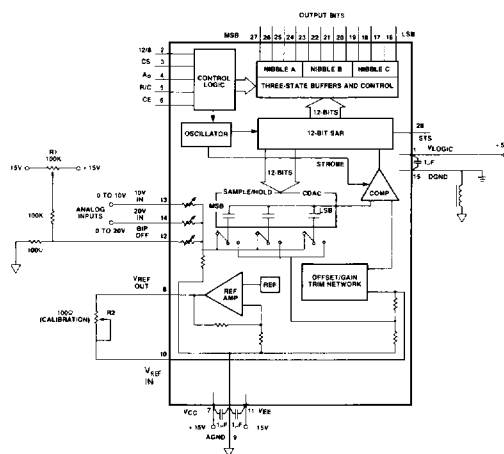 OUTPUT BITS
MSB
LSB
27 26 25 24 23 22 21 20 19 18 17 16
NIBBLE A NIBBLE B NIBBLE C
THREE-STATE BUFFERS AND CONTROL
12/8 2
CS 3
Ao 4
R/C 5
CE 6
CONTROL LOGIC
12-BITS
OSCILLATOR
12-BIT SAR
28
STS
1 VLOGIC
+5
1µF
15 DGND
STROBE
COMP
12-BITS
SAMPLE/HOLD
CDAC
MSB
LSB
R1
100K
-15V
+15V
100K
100Ω
ANALOG INPUTS
0 TO 10V
10V IN
13
20V IN
14
0 TO 20V
BIP OFF
12
VREF OUT
8
REF AMP
REF
OFFSET/GAIN TRIM NETWORK
100Ω
(CALIBRATION)
R2
10
VREF IN
VCC 7
11 VEE
+15V
1µF
1µF
15V
AGND 9